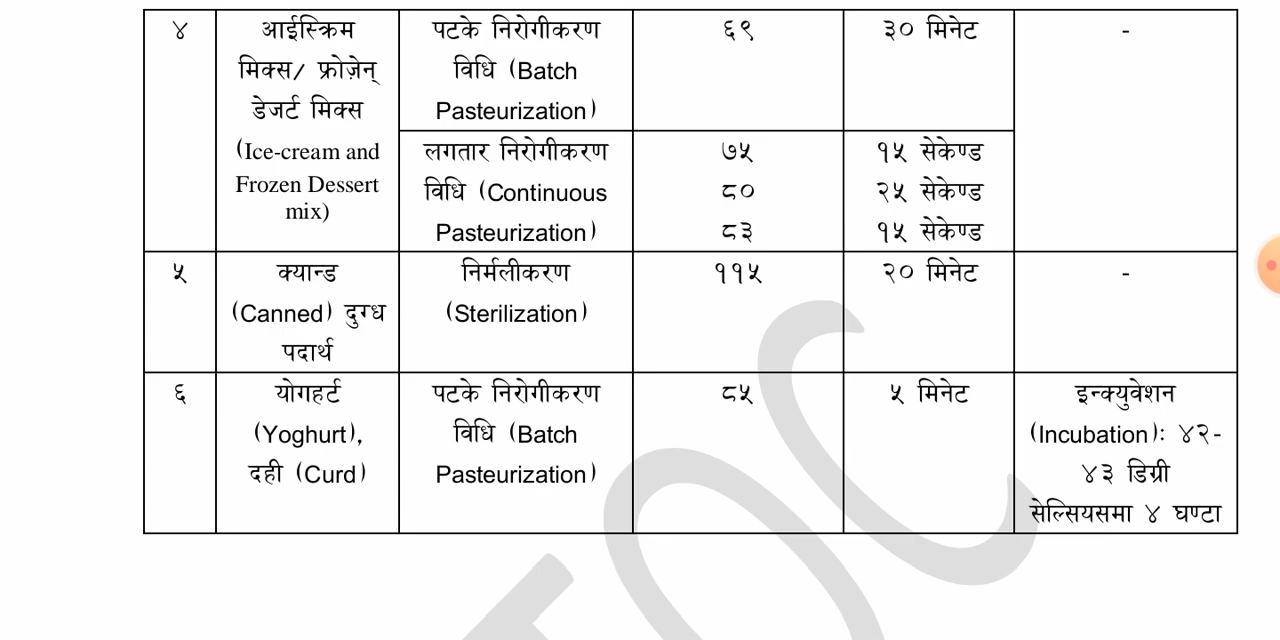 ४
आईस्क्रिम
मिक्स/ फ्रोज़ेन्
डेजर्ट मिक्स
(Ice-cream and
Frozen Dessert
mix)
पटके निरोगीकरण
विधि (Batch
Pasteurization)
६९
३० मिनेट
-
लगतार निरोगीकरण
विधि (Continuous
Pasteurization)
७५
८०
८३
१५ सेकेण्ड
२५ सेकेण्ड
१५ सेकेण्ड
५
क्यान्ड
(Canned) दुग्ध
पदार्थ
निर्मलीकरण
(Sterilization)
११५
२० मिनेट
-
६
योगहर्ट
(Yoghurt),
दही (Curd)
पटके निरोगीकरण
विधि (Batch
Pasteurization)
८५
५ मिनेट
इन्क्युवेशन
(Incubation): ४२-
४३ डिग्री
सेल्सियसमा ४ घण्टा